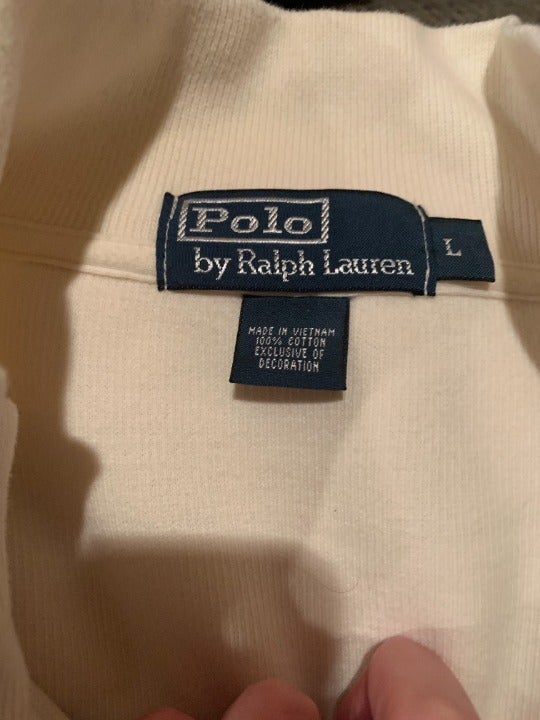 Polo
by Ralph Lauren
L
MADE IN VIETNAM
100% COTTON
EXCLUSIVE OF
DECORATION